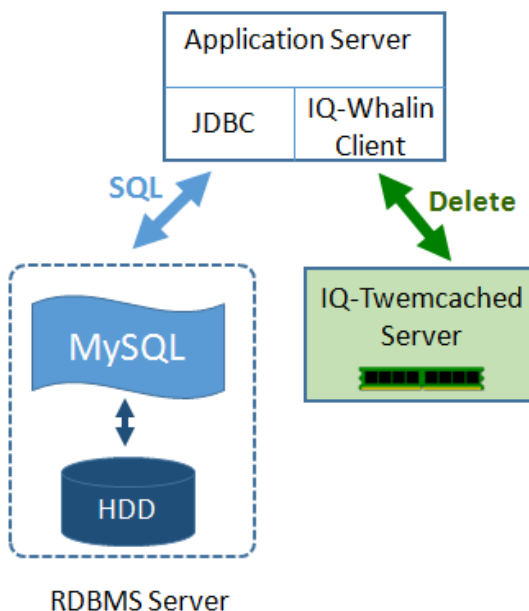 Application Server
JDBC
IQ-Whalin
Client
SQL
Delete
IQ-Twemcached
Server
MySQL
HDD
RDBMS Server